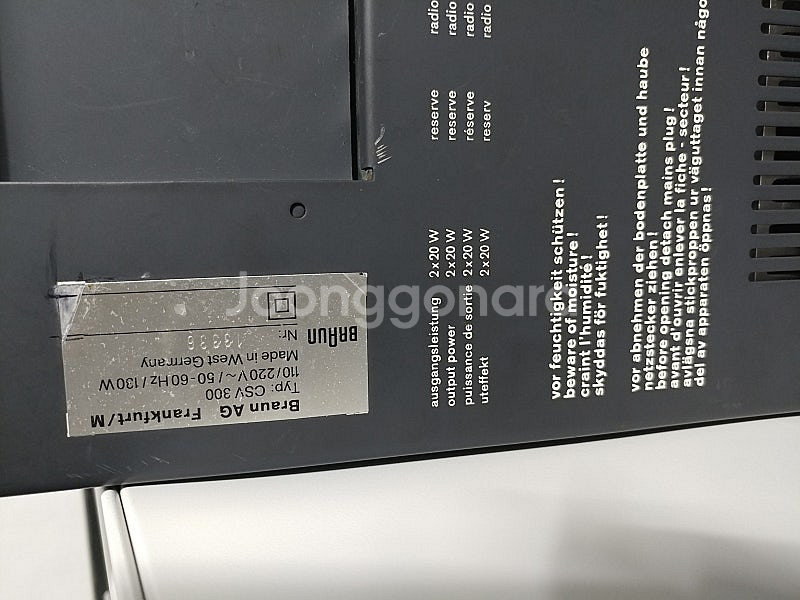 Braun AG Frankfurt/M
Typ: CSV 300
110/220V~/50-60Hz/130W
Made in West Germany
BRAUN Nr.
ausgangsleistung 2x20 W reserve radio
output power 2x20 W reserve radio
puissance de sortie 2x20 W réserve radio
uteffekt 2x20 W reserv radio
vor feuchtigkeit schützen!
beware of moisture!
craint l'humidité!
skyddas för fuktighet!
vor abnehmen der bodenplatte und haube
netzstecker ziehen!
before opening detach mains plug!
avant d'ouvrir enlever la fiche - secteur!
avlägsna stickproppen ur vägguttaget innan någo
del av apparaten öppnas!
Joonggonara